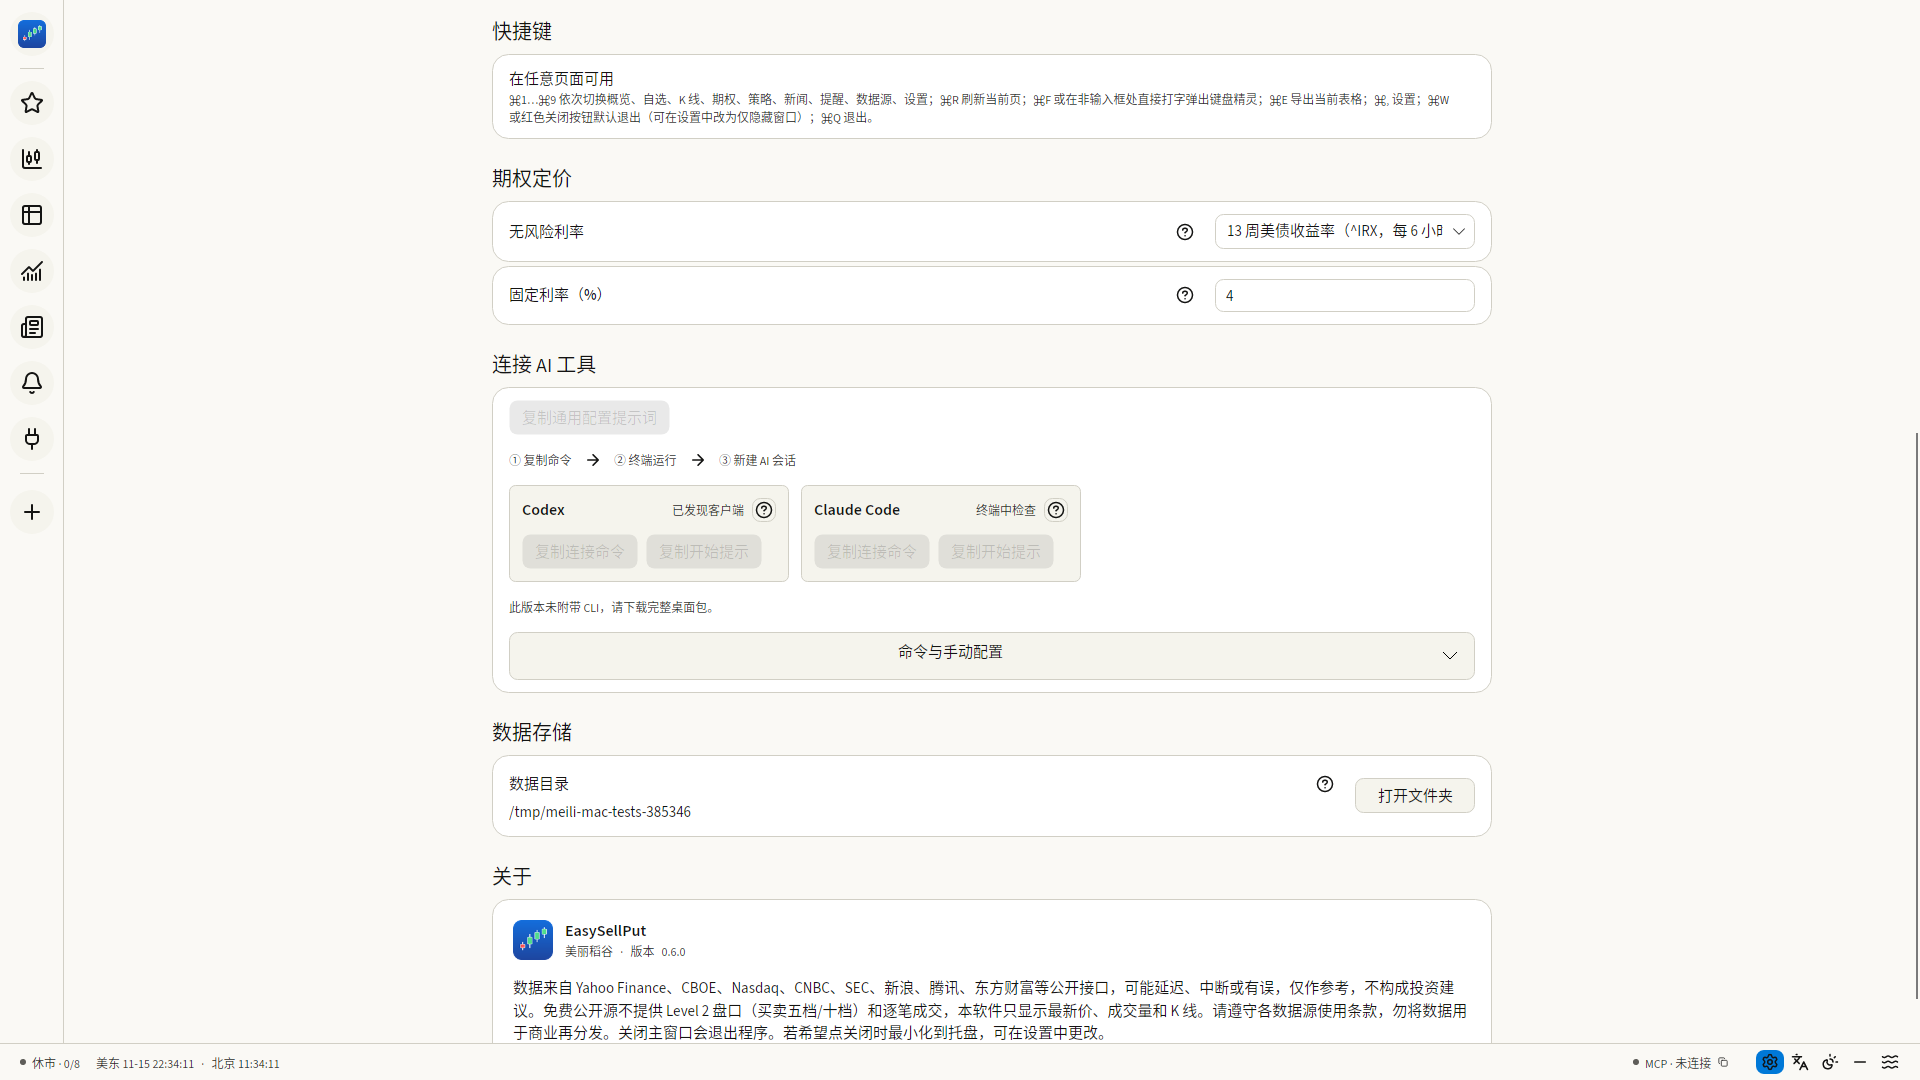 快捷键
在任意页面可用
⌘1…⌘9 依次切换概览、自选、K 线、期权、策略、新闻、提醒、数据源、设置；⌘R 刷新当前页；⌘F 或在非输入框处直接打字弹出键盘精灵；⌘E 导出当前表格；⌘, 设置；⌘W
或红色关闭按钮默认退出（可在设置中改为仅隐藏窗口）；⌘Q 退出。
期权定价
无风险利率
13 周美债收益率（^IRX，每 6 小
固定利率（%）
4
连接 AI 工具
复制通用配置提示词
① 复制命令 → ② 终端运行 → ③ 新建 AI 会话
Codex 已发现客户端
复制连接命令 复制开始提示
Claude Code 终端中检查
复制连接命令 复制开始提示
此版本未附带 CLI，请下载完整桌面包。
命令与手动配置
数据存储
数据目录
/tmp/meili-mac-tests-385346
打开文件夹
关于
EasySellPut
美丽稻谷 · 版本 0.6.0
数据来自 Yahoo Finance、CBOE、Nasdaq、CNBC、SEC、新浪、腾讯、东方财富等公开接口，可能延迟、中断或有误，仅作参考，不构成投资建
议。免费公开源不提供 Level 2 盘口（买卖五档/十档）和逐笔成交，本软件只显示最新价、成交量和 K 线。请遵守各数据源使用条款，勿将数据用
于商业再分发。关闭主窗口会退出程序。若希望点关闭时最小化到托盘，可在设置中更改。
休市 · 0/8 美东 11-15 22:34:11 · 北京 11:34:11
MCP · 未连接